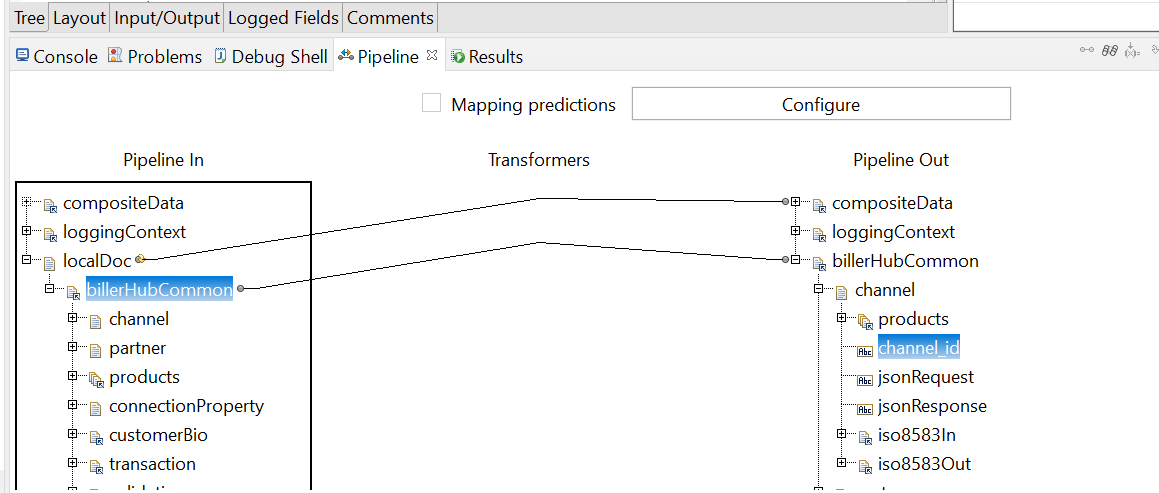 Tree Layout Input/Output Logged Fields Comments
Console Problems Debug Shell Pipeline Results
Mapping predictions Configure
Pipeline In Transformers Pipeline Out
compositeData compositeData
loggingContext loggingContext
localDoc billerHubCommon
billerHubCommon channel
channel products
partner channel_id
products jsonRequest
connectionProperty jsonResponse
customerBio iso8583In
transaction iso8583Out